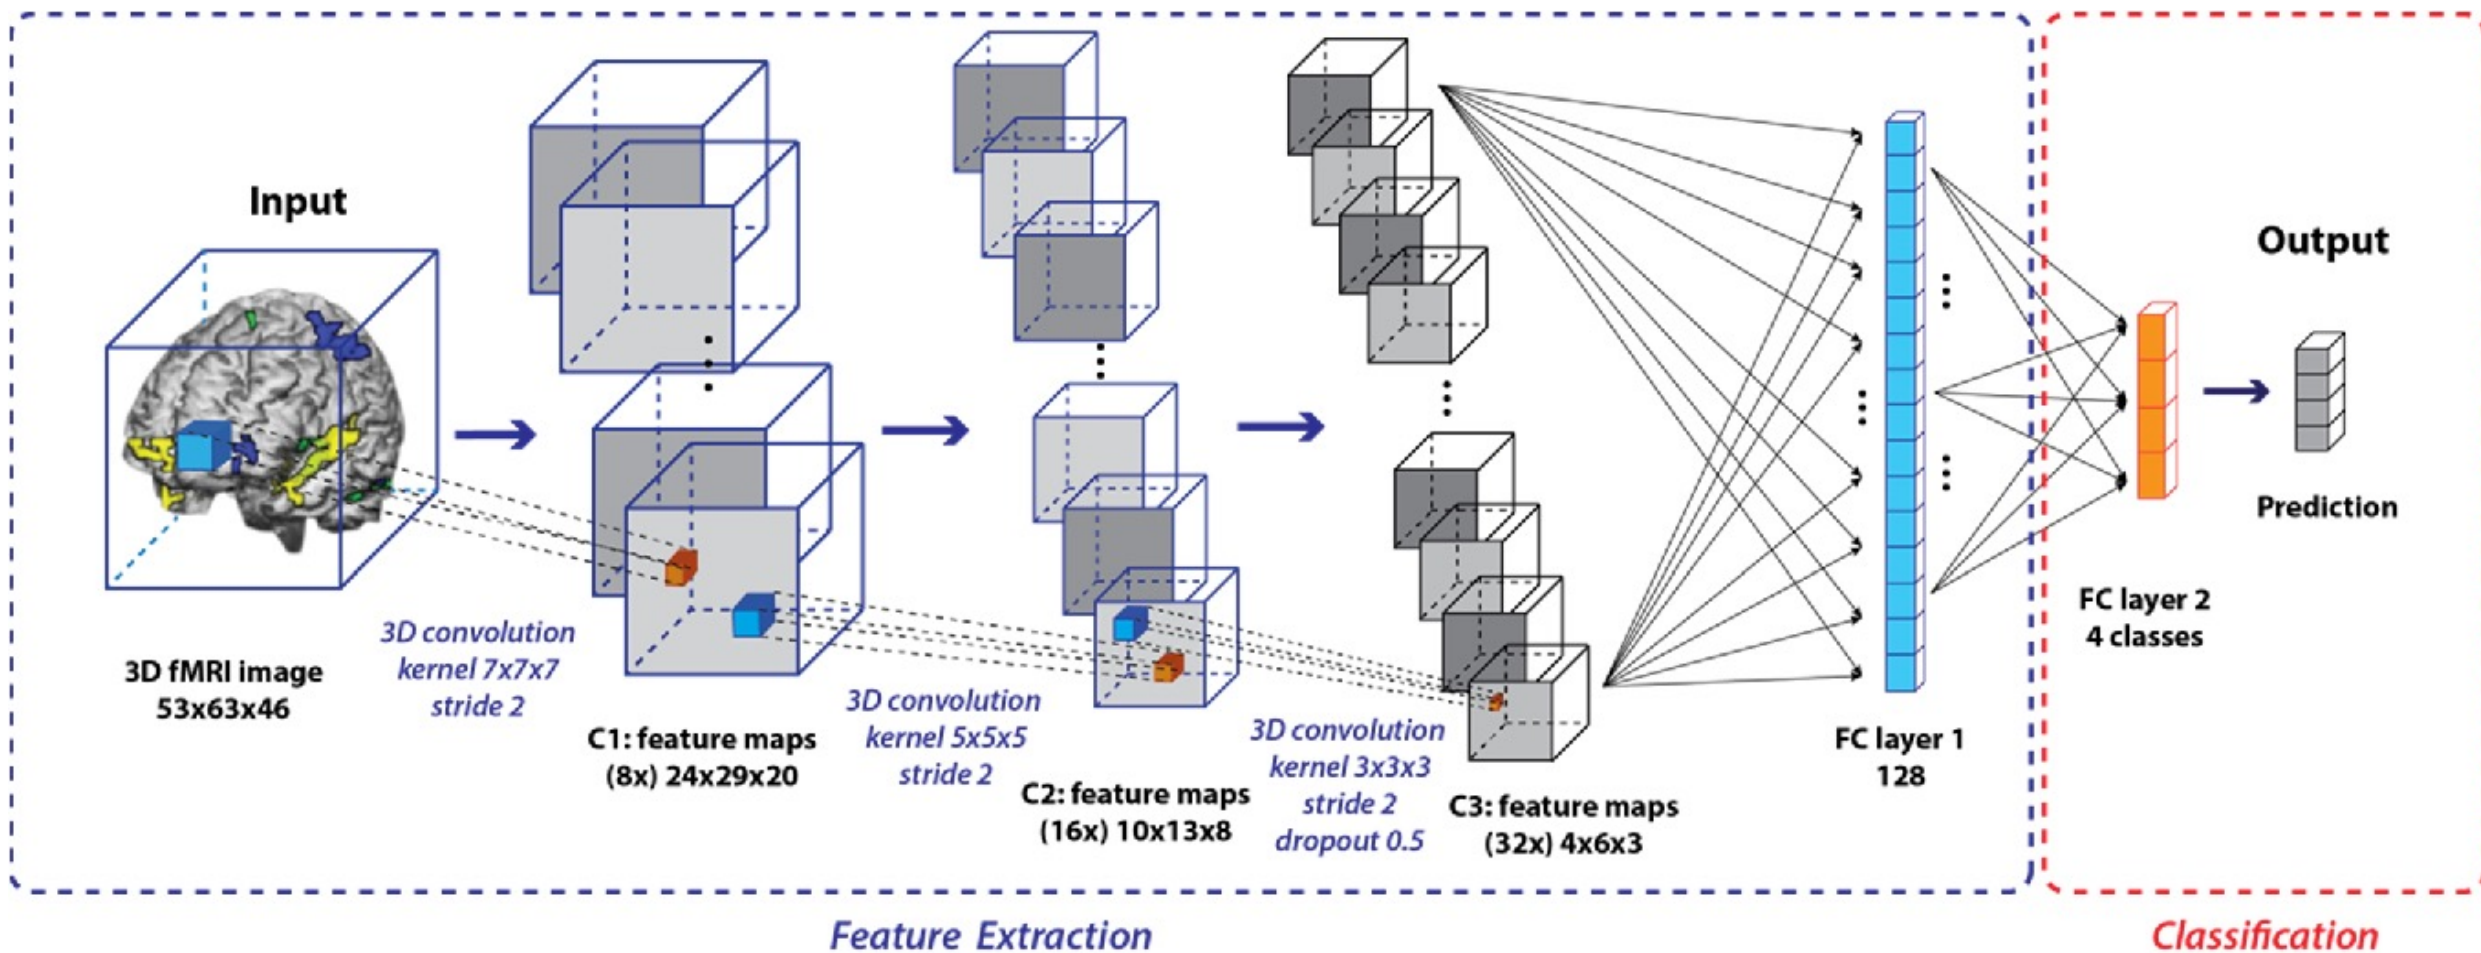 Input
3D fMRI image
53x63x46
3D convolution
kernel 7x7x7
stride 2
C1: feature maps
(8x) 24x29x20
3D convolution
kernel 5x5x5
stride 2
C2: feature maps
(16x) 10x13x8
3D convolution
kernel 3x3x3
stride 2
dropout 0.5
C3: feature maps
(32x) 4x6x3
FC layer 1
128
FC layer 2
4 classes
Output
Prediction
Feature Extraction
Classification